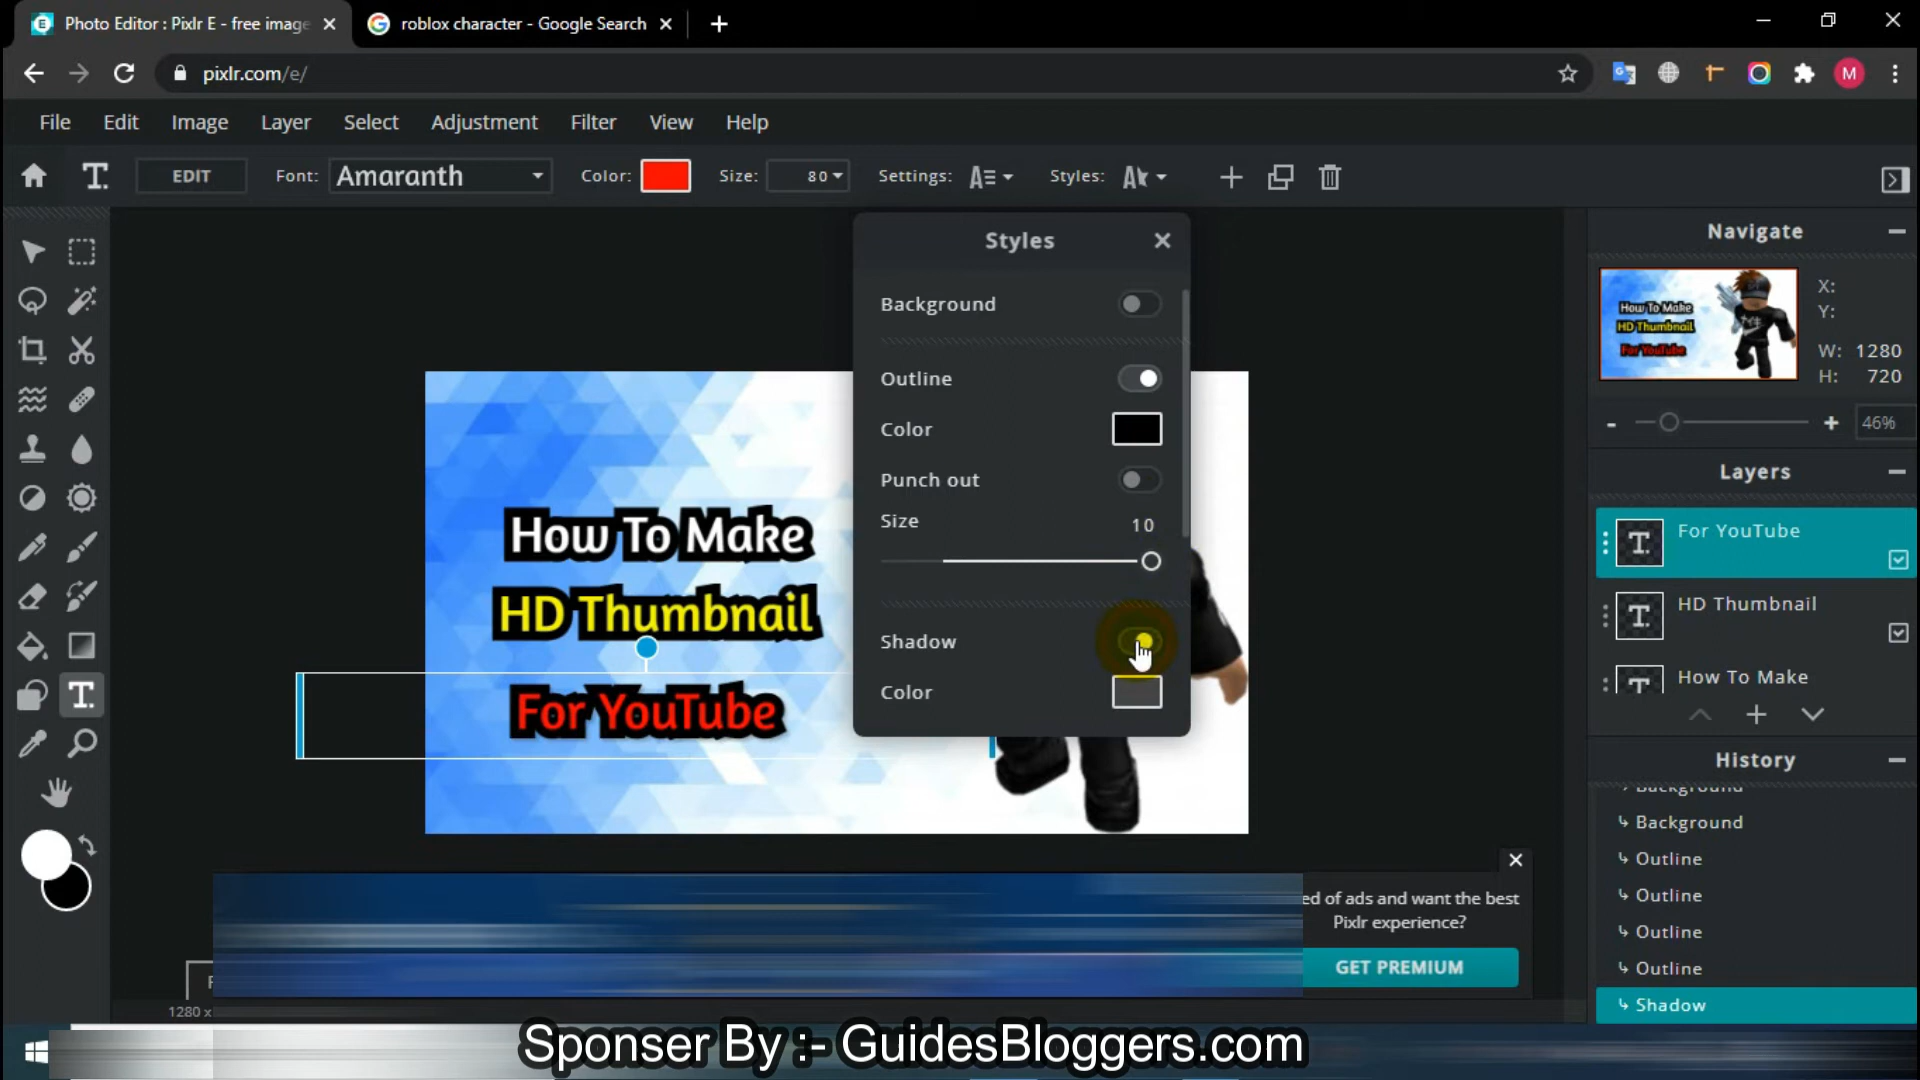 Photo Editor : Pixlr E - free image
roblox character - Google Search
pixlr.com/e/
M
File Edit Image Layer Select Adjustment Filter View Help
EDIT Font: Amaranth Color: Size: 80 Settings: Styles:
Styles
Background
Outline
Color
Punch out
Size
10
Shadow
Color
How To Make
HD Thumbnail
For YouTube
Navigate
How To Make
HD Thumbnail
For YouTube
X:
Y:
W: 1280
H: 720
46%
Layers
For YouTube
HD Thumbnail
How To Make
History
Background
Background
Outline
Outline
Outline
Outline
Shadow
ed of ads and want the best
Pixlr experience?
GET PREMIUM
1280 x
Sponser By :- GuidesBloggers.com